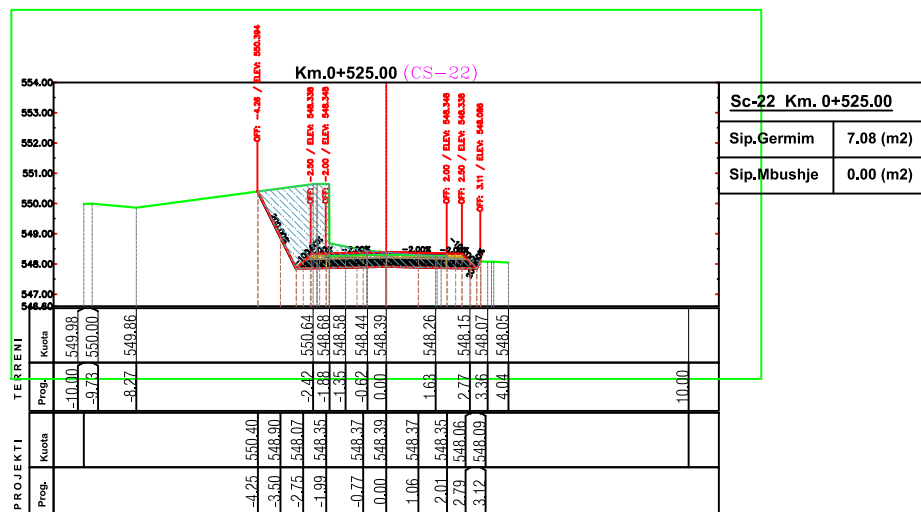 Km.0+525.00 (CS-22)
OFF: -4.26 / ELEV: 550.394
OFF: -2.50 / ELEV: 548.338
OFF: -2.00 / ELEV: 548.348
OFF: 2.00 / ELEV: 548.348
OFF: 2.50 / ELEV: 548.338
OFF: 3.11 / ELEV: 548.086
554.00
553.00
552.00
551.00
550.00
549.00
548.00
547.00
546.60
200.00%
-2.00%
-2.00%
Sc-22 Km. 0+525.00
Sip.Germim 7.08 (m2)
Sip.Mbushje 0.00 (m2)
TERRENI
Kuota 549.98 550.00 549.86 550.64 548.68 548.58 548.44 548.39 548.26 548.15 548.07 548.05
Prog. -10.00 -9.73 -8.27 -2.42 -1.88 -1.35 -0.62 0.00 1.63 2.77 3.36 4.04 10.00
PROJEKTI
Kuota 550.40 548.90 548.07 548.35 548.37 548.39 548.37 548.35 548.06 548.09
Prog. -4.25 -3.50 -2.75 -1.99 -0.77 0.00 1.06 2.01 2.79 3.12